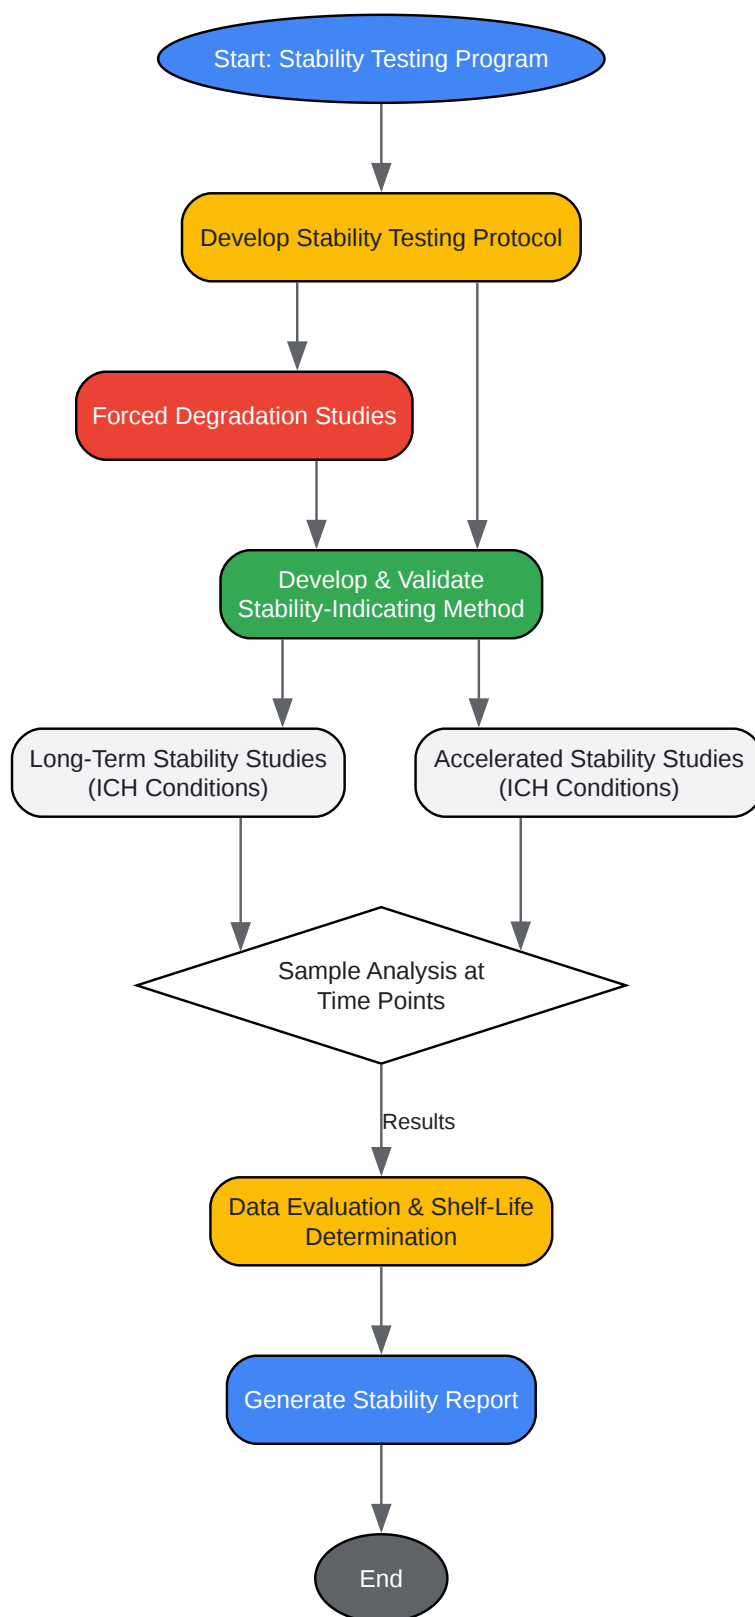 Start: Stability Testing Program
Develop Stability Testing Protocol
Forced Degradation Studies
Develop & Validate
Stability-Indicating Method
Long-Term Stability Studies
(ICH Conditions)
Accelerated Stability Studies
(ICH Conditions)
Sample Analysis at
Time Points
Results
Data Evaluation & Shelf-Life
Determination
Generate Stability Report
End